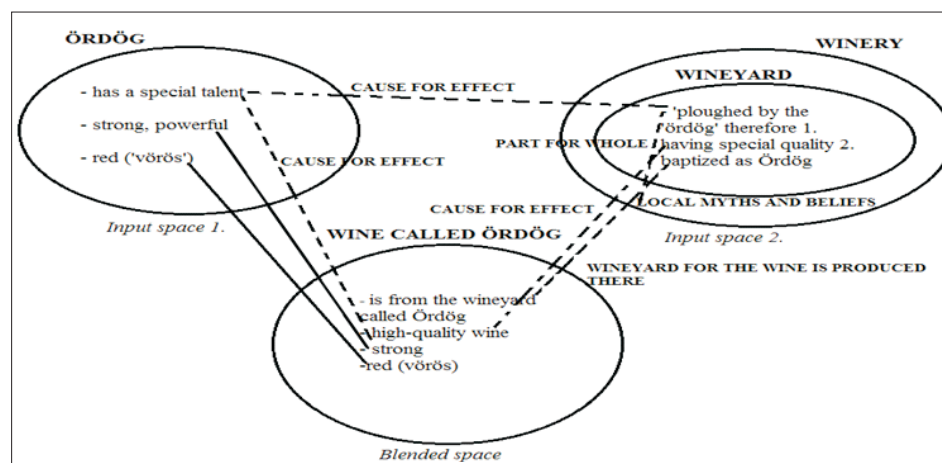 ÖRDÖG
- has a special talent
- strong, powerful
- red ('vörös')
Input space 1.
CAUSE FOR EFFECT
CAUSE FOR EFFECT
WINERY
WINEYARD
- 'ploughed by the
ördög' therefore 1.
having special quality 2.
baptized as Ördög
PART FOR WHOLE
LOCAL MYTHS AND BELIEFS
Input space 2.
CAUSE FOR EFFECT
WINEYARD FOR THE WINE IS PRODUCED
THERE
WINE CALLED ÖRDÖG
- is from the wineyard
called Ördög
- high-quality wine
- strong
-red (vörös)
Blended space